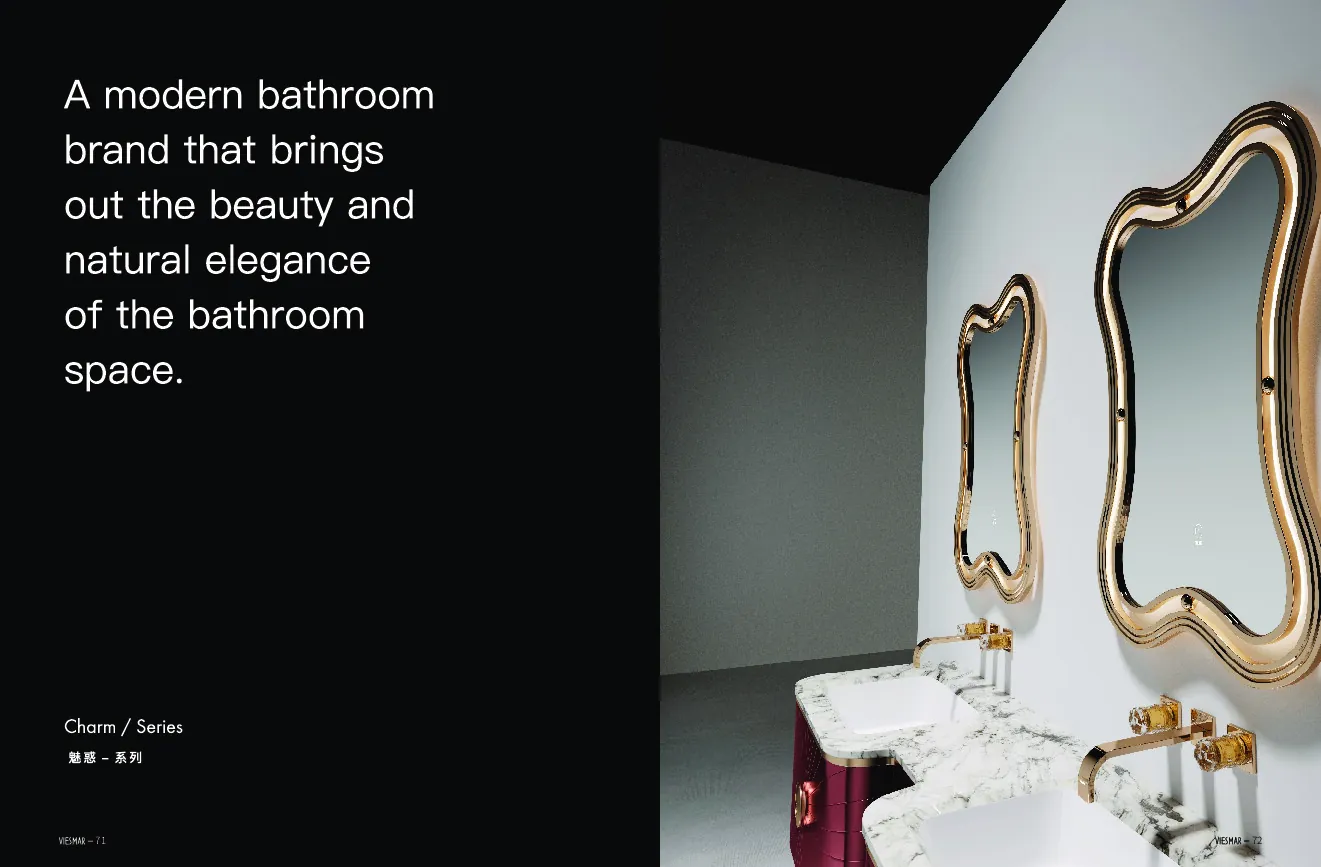 A modern bathroom
brand that brings
out the beauty and
natural elegance
of the bathroom
space.
Charm / Series
魅惑 – 系列
VIESMAR – 71
VIESMAR – 72